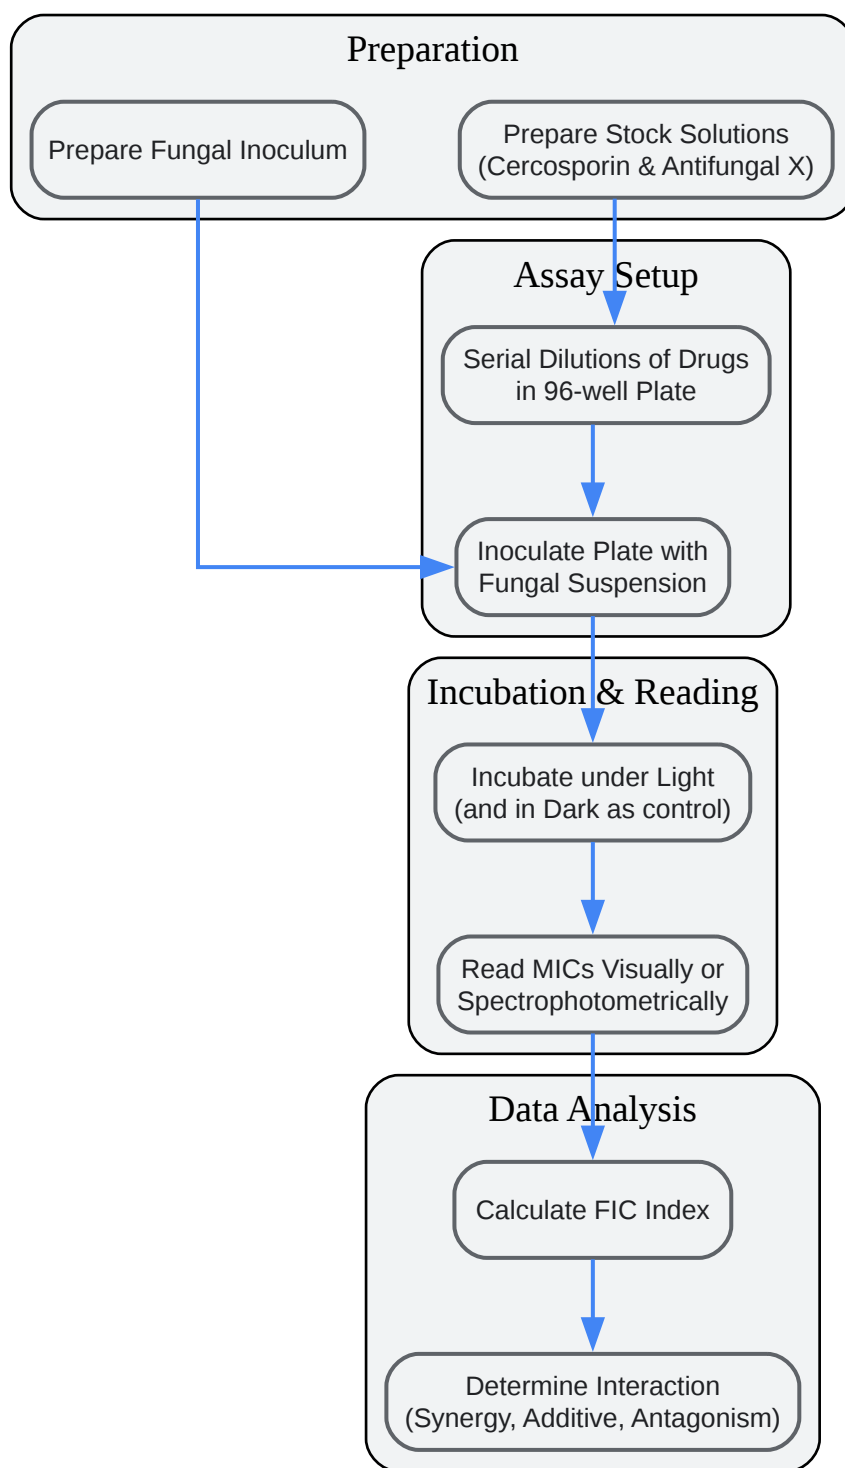 Preparation
Prepare Fungal Inoculum
Prepare Stock Solutions
(Cercosporin & Antifungal X)
Assay Setup
Serial Dilutions of Drugs
in 96-well Plate
Inoculate Plate with
Fungal Suspension
Incubation & Reading
Incubate under Light
(and in Dark as control)
Read MICs Visually or
Spectrophotometrically
Data Analysis
Calculate FIC Index
Determine Interaction
(Synergy, Additive, Antagonism)